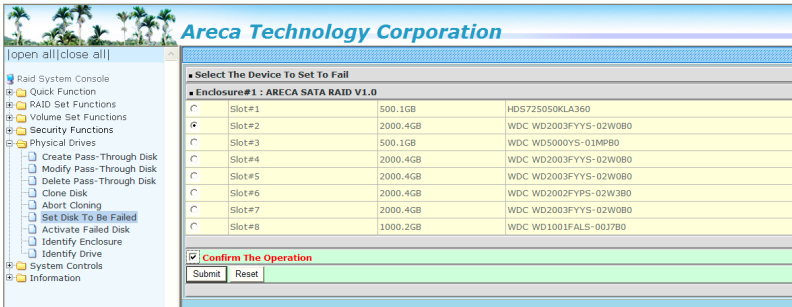 Areca Technology Corporation
|open all|close all|
Raid System Console
Quick Function
RAID Set Functions
Volume Set Functions
Security Functions
Physical Drives
Create Pass-Through Disk
Modify Pass-Through Disk
Delete Pass-Through Disk
Clone Disk
Abort Cloning
Set Disk To Be Failed
Activate Failed Disk
Identify Enclosure
Identify Drive
System Controls
Information
Select The Device To Set To Fail
Enclosure#1 : ARECA SATA RAID V1.0
Slot#1 500.1GB HDS725050KLA360
Slot#2 2000.4GB WDC WD2003FYYS-02W0B0
Slot#3 500.1GB WDC WD5000YS-01MPB0
Slot#4 2000.4GB WDC WD2003FYYS-02W0B0
Slot#5 2000.4GB WDC WD2003FYYS-02W0B0
Slot#6 2000.4GB WDC WD2002FYPS-02W3B0
Slot#7 2000.4GB WDC WD2003FYYS-02W0B0
Slot#8 1000.2GB WDC WD1001FALS-00J7B0
Confirm The Operation
Submit Reset